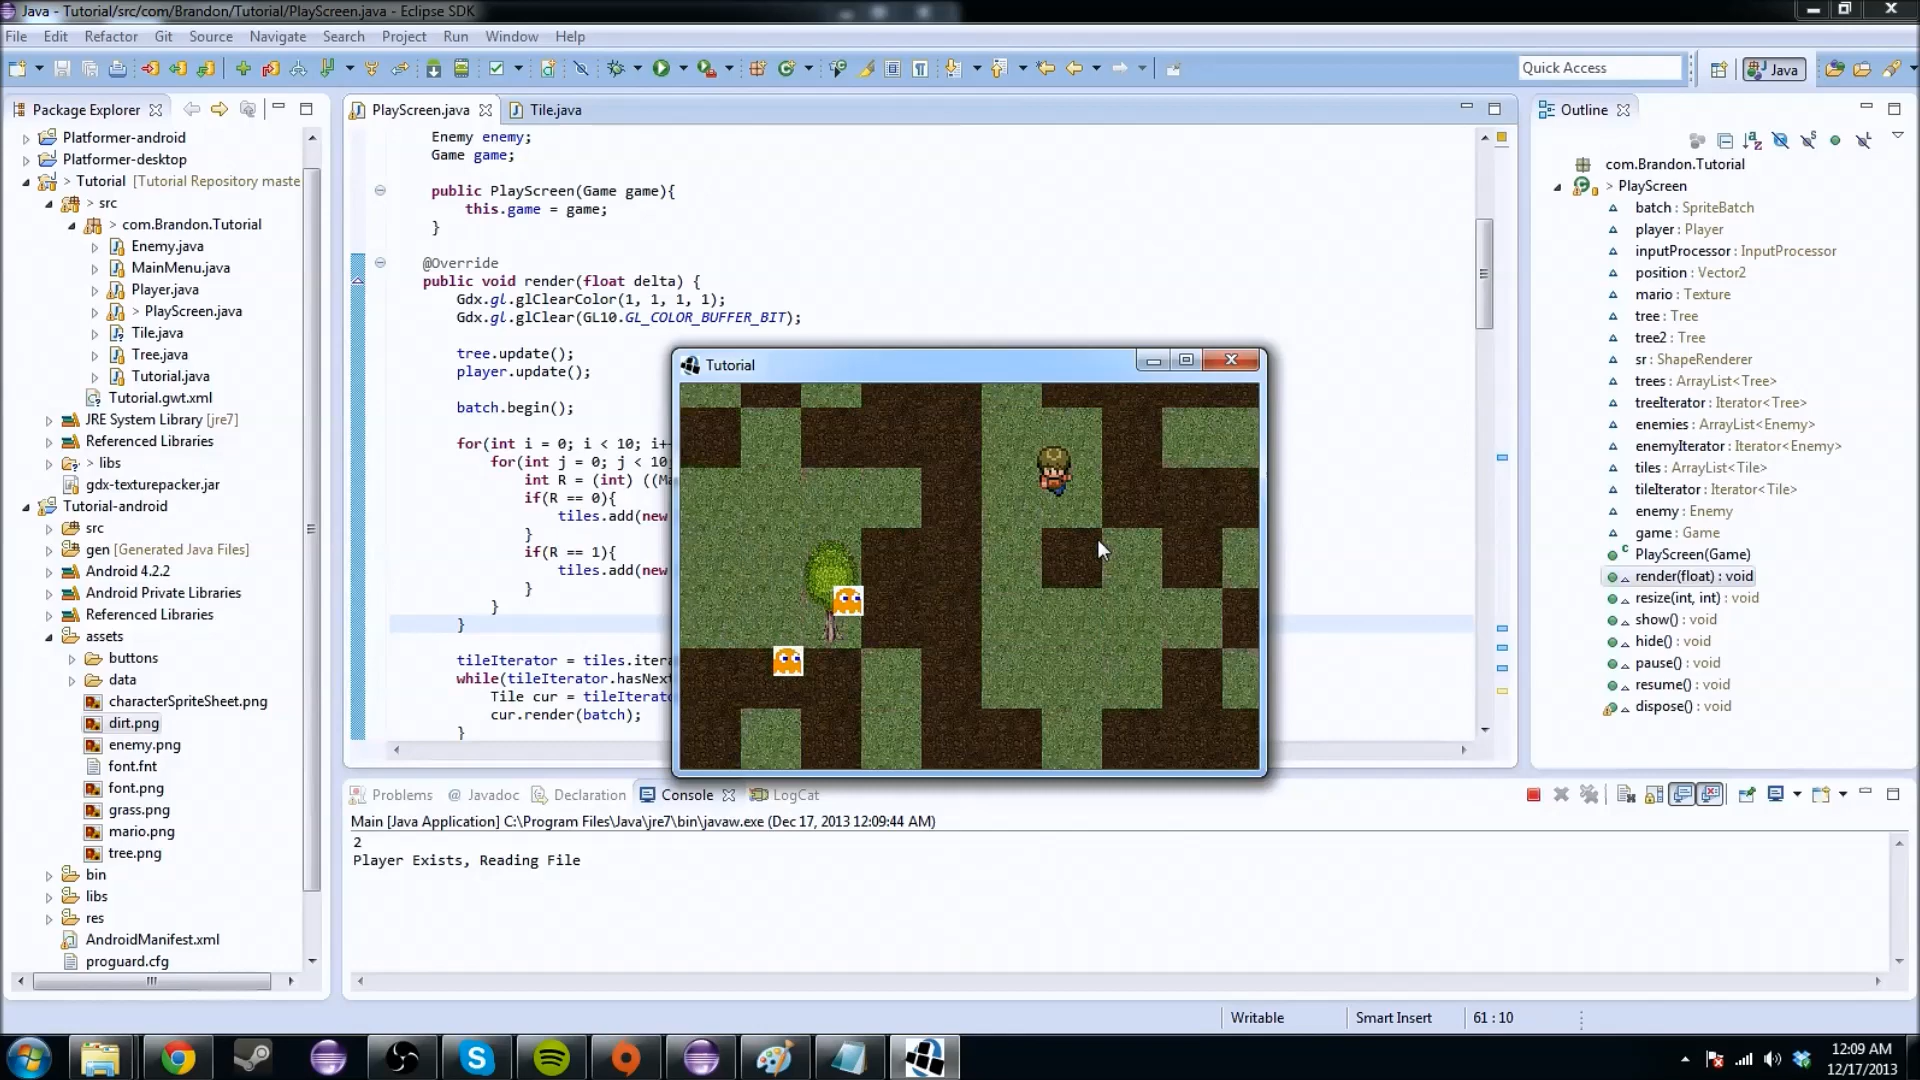 Java - Tutorial/src/com/Brandon/Tutorial/PlayScreen.java - Eclipse SDK
File Edit Refactor Git Source Navigate Search Project Run Window Help
Quick Access
Java
Package Explorer
Platformer-android
Platformer-desktop
> Tutorial [Tutorial Repository maste
> src
> com.Brandon.Tutorial
Enemy.java
MainMenu.java
Player.java
> PlayScreen.java
Tile.java
Tree.java
Tutorial.java
Tutorial.gwt.xml
JRE System Library [jre7]
Referenced Libraries
> libs
gdx-texturepacker.jar
Tutorial-android
src
gen [Generated Java Files]
Android 4.2.2
Android Private Libraries
Referenced Libraries
assets
buttons
data
characterSpriteSheet.png
dirt.png
enemy.png
font.fnt
font.png
grass.png
mario.png
tree.png
bin
libs
res
AndroidManifest.xml
proguard.cfg
PlayScreen.java
Tile.java
Enemy enemy;
Game game;
public PlayScreen(Game game){
this.game = game;
}
@Override
public void render(float delta) {
Gdx.gl.glClearColor(1, 1, 1, 1);
Gdx.gl.glClear(GL10.GL_COLOR_BUFFER_BIT);
tree.update();
player.update();
batch.begin();
for(int i = 0; i < 10; i+
for(int j = 0; j < 10
int R = (int) ((Ma
if(R == 0){
tiles.add(new
}
if(R == 1){
tiles.add(new
}
}
}
tileIterator = tiles.itera
while(tileIterator.hasNext
Tile cur = tileIterato
cur.render(batch);
}
Tutorial
Outline
com.Brandon.Tutorial
> PlayScreen
batch : SpriteBatch
player : Player
inputProcessor : InputProcessor
position : Vector2
mario : Texture
tree : Tree
tree2 : Tree
sr : ShapeRenderer
trees : ArrayList<Tree>
treeIterator : Iterator<Tree>
enemies : ArrayList<Enemy>
enemyIterator : Iterator<Enemy>
tiles : ArrayList<Tile>
tileIterator : Iterator<Tile>
enemy : Enemy
game : Game
PlayScreen(Game)
render(float) : void
resize(int, int) : void
show() : void
hide() : void
pause() : void
resume() : void
dispose() : void
Problems @ Javadoc Declaration Console LogCat
Main [Java Application] C:\Program Files\Java\jre7\bin\javaw.exe (Dec 17, 2013 12:09:44 AM)
2
Player Exists, Reading File
Writable Smart Insert 61 : 10
12:09 AM
12/17/2013